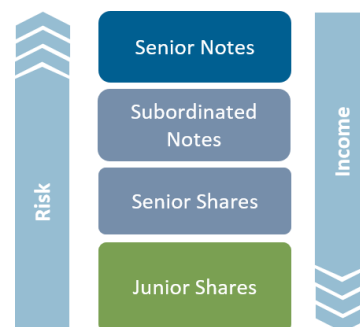 Senior Notes
Subordinated
Notes
Senior Shares
Junior Shares
Risk
Income